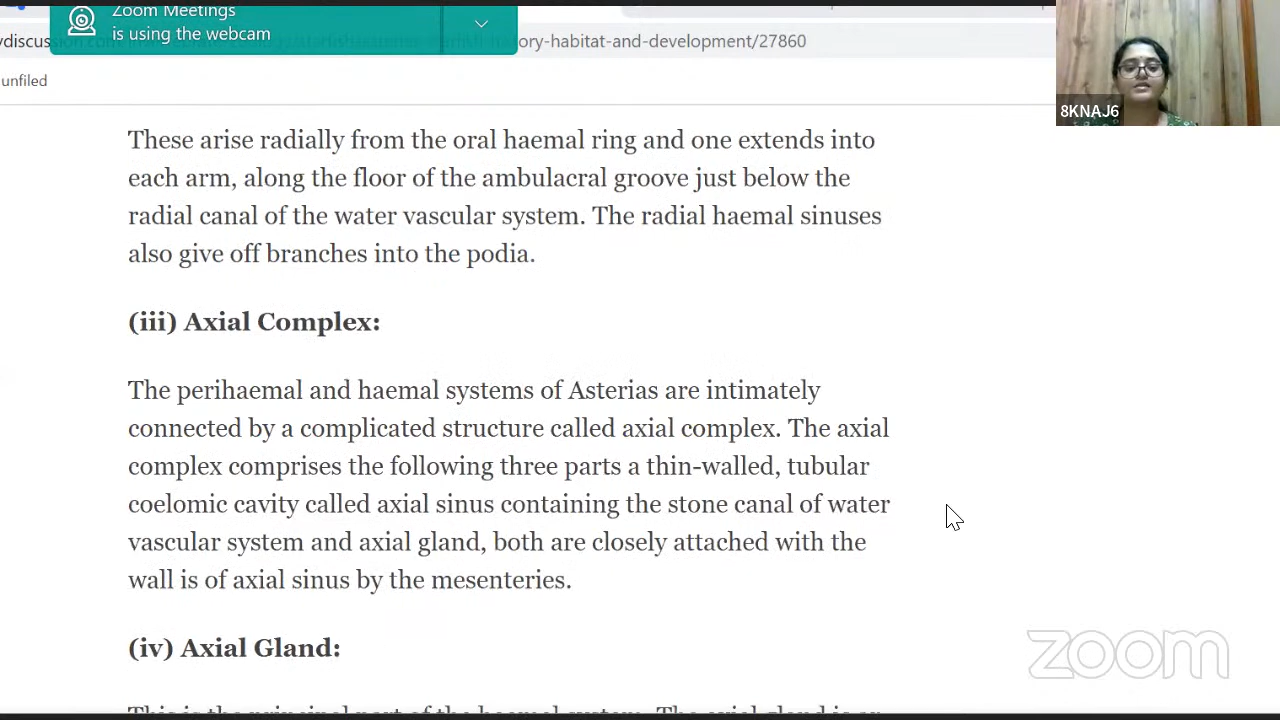 Zoom Meetings
is using the webcam
ory-habitat-and-development/27860
unfiled
8KNAJ6
These arise radially from the oral haemal ring and one extends into
each arm, along the floor of the ambulacral groove just below the
radial canal of the water vascular system. The radial haemal sinuses
also give off branches into the podia.
(iii) Axial Complex:
The perihaemal and haemal systems of Asterias are intimately
connected by a complicated structure called axial complex. The axial
complex comprises the following three parts a thin-walled, tubular
coelomic cavity called axial sinus containing the stone canal of water
vascular system and axial gland, both are closely attached with the
wall is of axial sinus by the mesenteries.
(iv) Axial Gland:
zoom